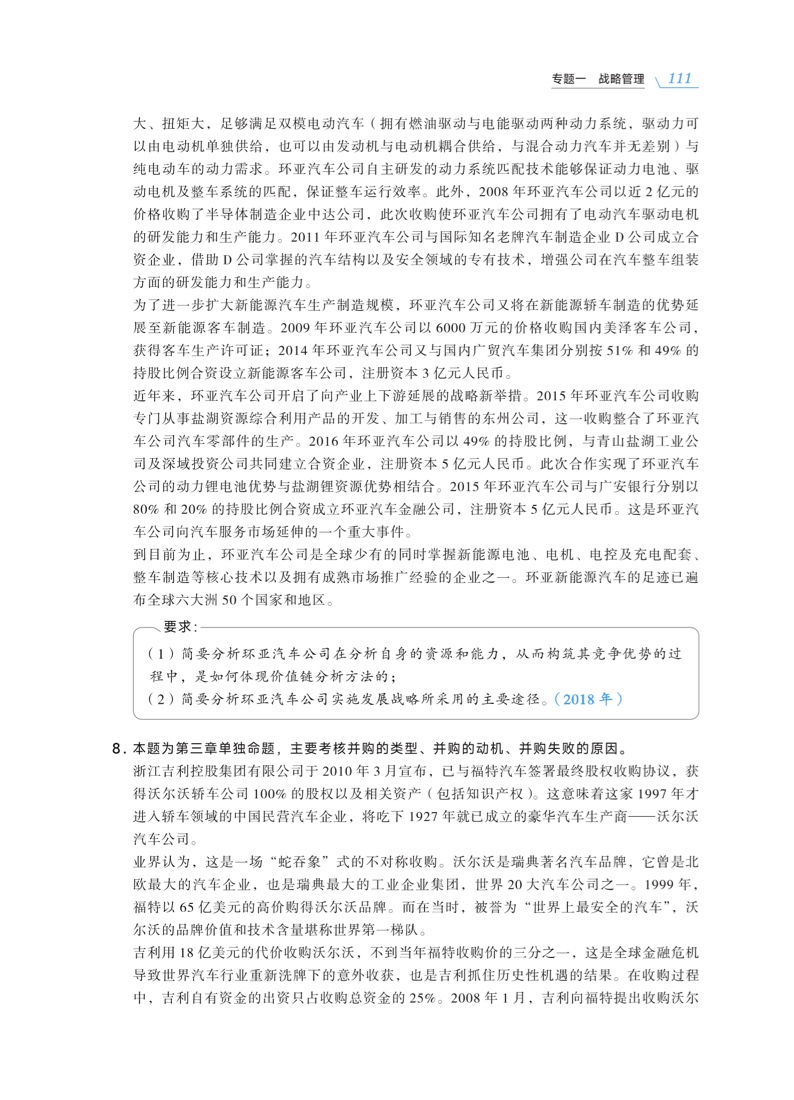 专题一　战略管理　111
大、扭矩大，足够满足双模电动汽车（拥有燃油驱动与电能驱动两种动力系统，驱动力可
以由电动机单独供给，也可以由发动机与电动机耦合供给，与混合动力汽车并无差别）与
纯电动车的动力需求。环亚汽车公司自主研发的动力系统匹配技术能够保证动力电池、驱
动电机及整车系统的匹配，保证整车运行效率。此外，2008 年环亚汽车公司以近 2 亿元的
价格收购了半导体制造企业中达公司，此次收购使环亚汽车公司拥有了电动汽车驱动电机
的研发能力和生产能力。2011 年环亚汽车公司与国际知名老牌汽车制造企业 D 公司成立合
资企业，借助 D 公司掌握的汽车结构以及安全领域的专有技术，增强公司在汽车整车组装
方面的研发能力和生产能力。
为了进一步扩大新能源汽车生产制造规模，环亚汽车公司又将在新能源轿车制造的优势延
展至新能源客车制造。2009 年环亚汽车公司以 6000 万元的价格收购国内美泽客车公司，
获得客车生产许可证；2014 年环亚汽车公司又与国内广贸汽车集团分别按 51% 和 49% 的
持股比例合资设立新能源客车公司，注册资本 3 亿元人民币。
近年来，环亚汽车公司开启了向产业上下游延展的战略新举措。2015 年环亚汽车公司收购
专门从事盐湖资源综合利用产品的开发、加工与销售的东州公司，这一收购整合了环亚汽
车公司汽车零部件的生产。2016 年环亚汽车公司以 49% 的持股比例，与青山盐湖工业公
司及深域投资公司共同建立合资企业，注册资本 5 亿元人民币。此次合作实现了环亚汽车
公司的动力锂电池优势与盐湖锂资源优势相结合。2015 年环亚汽车公司与广安银行分别以
80% 和 20% 的持股比例合资成立环亚汽车金融公司，注册资本 5 亿元人民币。这是环亚汽
车公司向汽车服务市场延伸的一个重大事件。
到目前为止，环亚汽车公司是全球少有的同时掌握新能源电池、电机、电控及充电配套、
整车制造等核心技术以及拥有成熟市场推广经验的企业之一。环亚新能源汽车的足迹已遍
布全球六大洲 50 个国家和地区。
要求：
（1）简要分析环亚汽车公司在分析自身的资源和能力，从而构筑其竞争优势的过
程中，是如何体现价值链分析方法的；
（2）简要分析环亚汽车公司实施发展战略所采用的主要途径。（2018 年）
8．本题为第三章单独命题，主要考核并购的类型、并购的动机、并购失败的原因。
浙江吉利控股集团有限公司于 2010 年 3 月宣布，已与福特汽车签署最终股权收购协议，获
得沃尔沃轿车公司 100% 的股权以及相关资产（包括知识产权）。这意味着这家 1997 年才
进入轿车领域的中国民营汽车企业，将吃下 1927 年就已成立的豪华汽车生产商——沃尔沃
汽车公司。
业界认为，这是一场“蛇吞象”式的不对称收购。沃尔沃是瑞典著名汽车品牌，它曾是北
欧最大的汽车企业，也是瑞典最大的工业企业集团，世界 20 大汽车公司之一。1999 年，
福特以 65 亿美元的高价购得沃尔沃品牌。而在当时，被誉为“世界上最安全的汽车”，沃
尔沃的品牌价值和技术含量堪称世界第一梯队。
吉利用 18 亿美元的代价收购沃尔沃，不到当年福特收购价的三分之一，这是全球金融危机
导致世界汽车行业重新洗牌下的意外收获，也是吉利抓住历史性机遇的结果。在收购过程
中，吉利自有资金的出资只占收购总资金的 25%。2008 年 1 月，吉利向福特提出收购沃尔